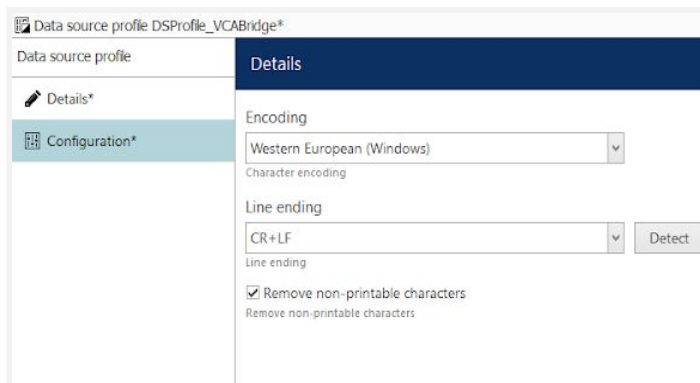 Data source profile DSProfile_VCABridge*
Data source profile
Details*
Configuration*
Details
Encoding
Western European (Windows)
Character encoding
Line ending
CR+LF
Detect
Line ending
Remove non-printable characters
Remove non-printable characters